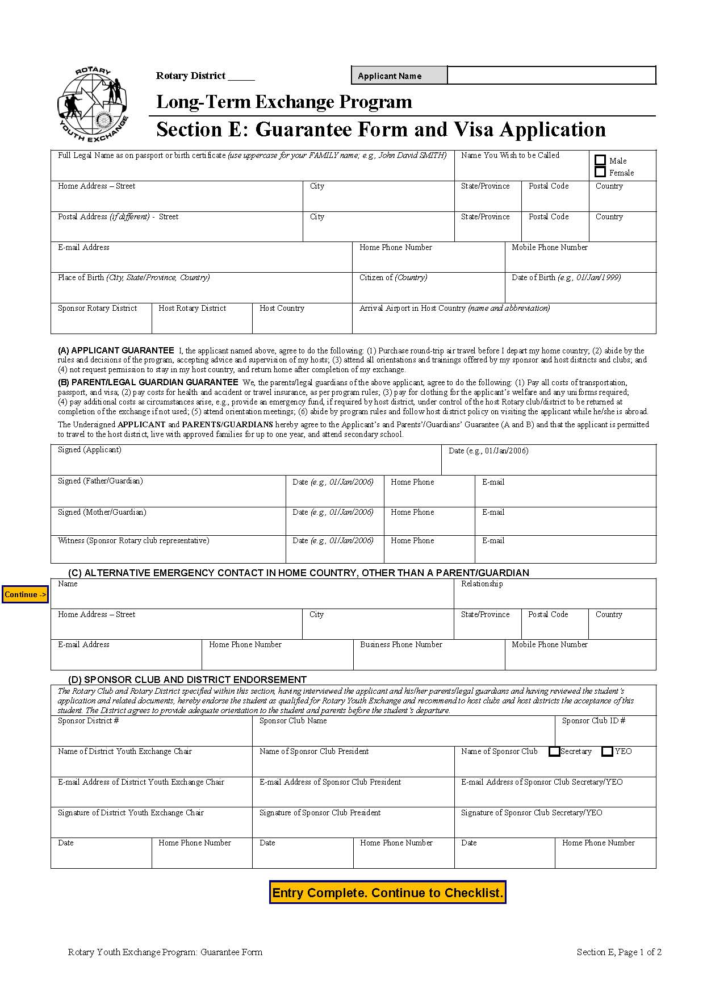 ROTARY
YOUTH EXCHANGE
Rotary District _____
Applicant Name
Long-Term Exchange Program
Section E: Guarantee Form and Visa Application
Full Legal Name as on passport or birth certificate (use uppercase for your FAMILY name; e.g., John David SMITH) Name You Wish to be Called
Male
Female
Home Address – Street City State/Province Postal Code Country
Postal Address (if different) - Street City State/Province Postal Code Country
E-mail Address Home Phone Number Mobile Phone Number
Place of Birth (City, State/Province, Country) Citizen of (Country) Date of Birth (e.g., 01/Jan/1999)
Sponsor Rotary District Host Rotary District Host Country Arrival Airport in Host Country (name and abbreviation)
(A) APPLICANT GUARANTEE I, the applicant named above, agree to do the following: (1) Purchase round-trip air travel before I depart my home country; (2) abide by the
rules and decisions of the program, accepting advice and supervision of my hosts; (3) attend all orientations and trainings offered by my sponsor and host districts and clubs; and
(4) not request permission to stay in my host country, and return home after completion of my exchange.
(B) PARENT/LEGAL GUARDIAN GUARANTEE We, the parents/legal guardians of the above applicant, agree to do the following: (1) Pay all costs of transportation,
passport, and visa; (2) pay costs for health and accident or travel insurance, as per program rules; (3) pay for clothing for the applicant’s welfare and any uniforms required;
(4) pay additional costs as circumstances arise, e.g., provide an emergency fund, if required by host district, under control of the host Rotary club/district to be returned at
completion of the exchange if not used; (5) attend orientation meetings; (6) abide by program rules and follow host district policy on visiting the applicant while he/she is abroad.
The Undersigned APPLICANT and PARENTS/GUARDIANS hereby agree to the Applicant’s and Parents’/Guardians’ Guarantee (A and B) and that the applicant is permitted
to travel to the host district, live with approved families for up to one year, and attend secondary school.
Signed (Applicant) Date (e.g., 01/Jan/2006)
Signed (Father/Guardian) Date (e.g., 01/Jan/2006) Home Phone E-mail
Signed (Mother/Guardian) Date (e.g., 01/Jan/2006) Home Phone E-mail
Witness (Sponsor Rotary club representative) Date (e.g., 01/Jan/2006) Home Phone E-mail
(C) ALTERNATIVE EMERGENCY CONTACT IN HOME COUNTRY, OTHER THAN A PARENT/GUARDIAN
Name Relationship
Continue ->
Home Address – Street City State/Province Postal Code Country
E-mail Address Home Phone Number Business Phone Number Mobile Phone Number
(D) SPONSOR CLUB AND DISTRICT ENDORSEMENT
The Rotary Club and Rotary District specified within this section, having interviewed the applicant and his/her parents/legal guardians and having reviewed the student’s
application and related documents, hereby endorse the student as qualified for Rotary Youth Exchange and recommend to host clubs and host districts the acceptance of this
student. The District agrees to provide adequate orientation to the student and parents before the student’s departure.
Sponsor District # Sponsor Club Name Sponsor Club ID #
Name of District Youth Exchange Chair Name of Sponsor Club President Name of Sponsor Club Secretary YEO
E-mail Address of District Youth Exchange Chair E-mail Address of Sponsor Club President E-mail Address of Sponsor Club Secretary/YEO
Signature of District Youth Exchange Chair Signature of Sponsor Club President Signature of Sponsor Club Secretary/YEO
Date Home Phone Number Date Home Phone Number Date Home Phone Number
Entry Complete. Continue to Checklist.
Rotary Youth Exchange Program: Guarantee Form Section E, Page 1 of 2